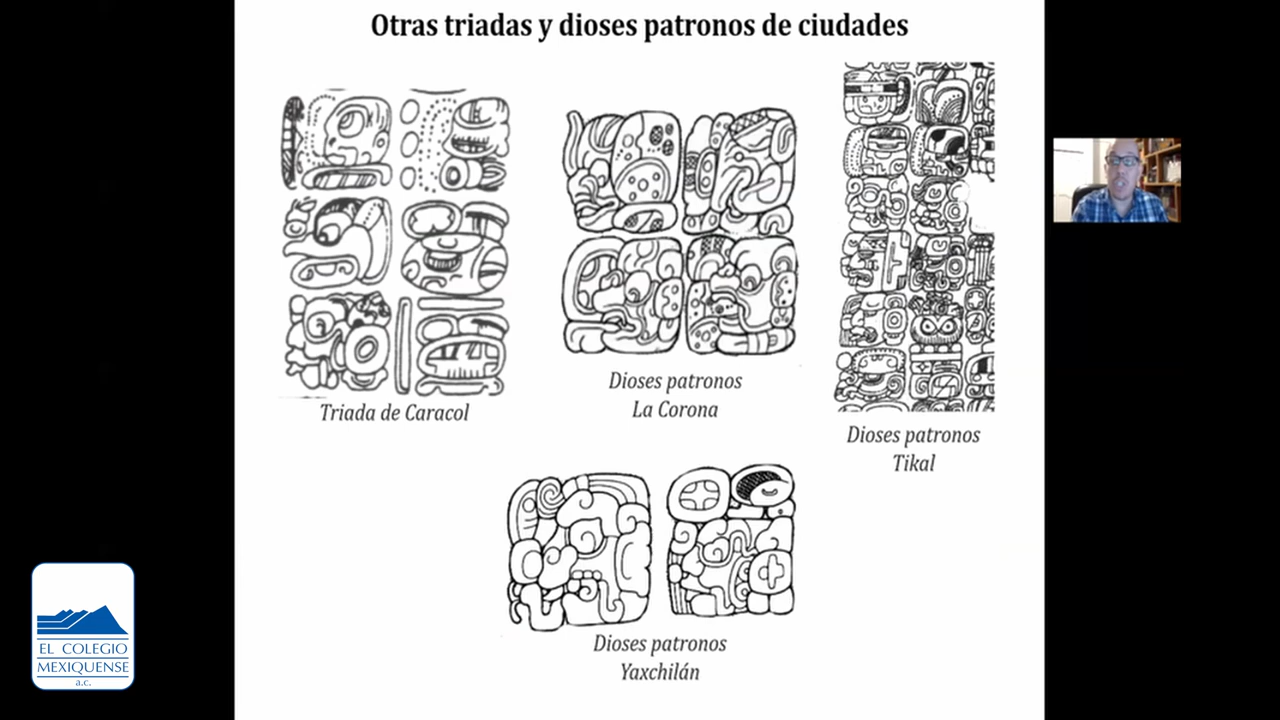 Otras triadas y dioses patronos de ciudades
Triada de Caracol
Dioses patronos
La Corona
Dioses patronos
Tikal
Dioses patronos
Yaxchilán
EL COLEGIO
MEXIQUENSE
a.c.